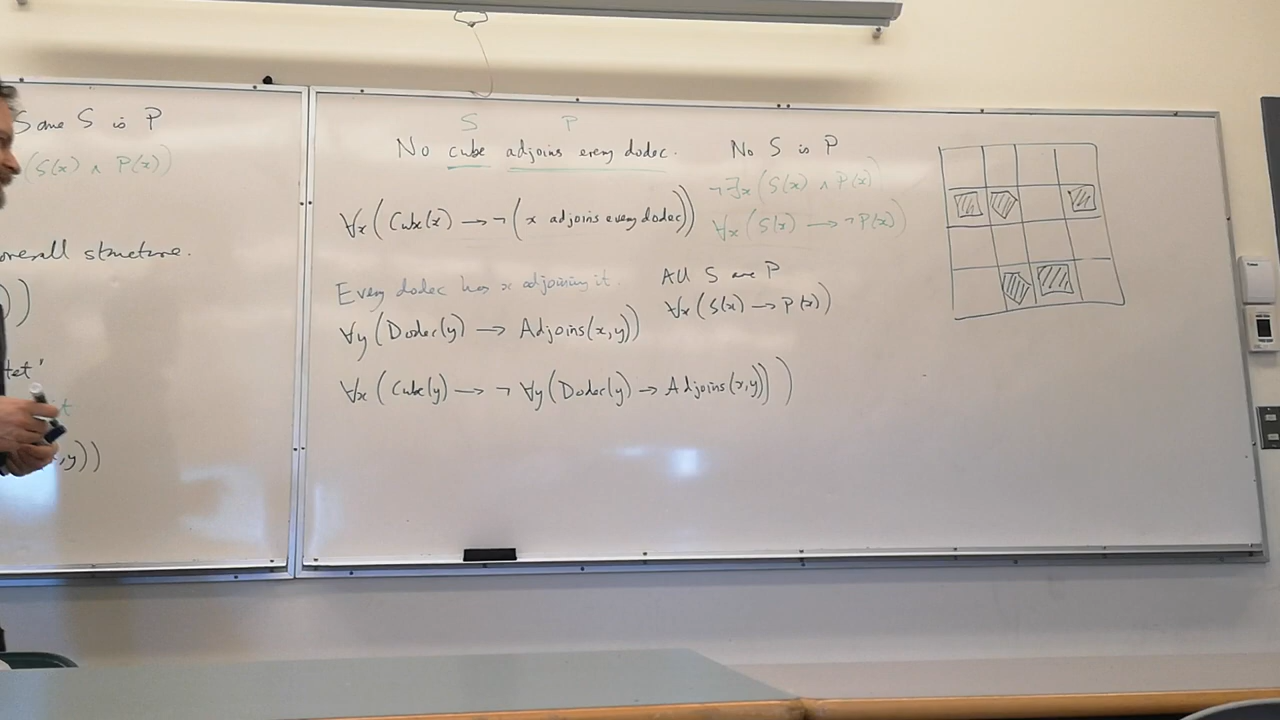 Some S is P
(S(x) ∧ P(x))
overall structure.
))
tet'
t
,y))
S P
No cube adjoins every dodec.
∀x(Cube(x) → ¬(x adjoins every dodec))
Every dodec has x adjoining it.
∀y(Dodec(y) → Adjoins(x,y))
∀x(Cube(y) → ¬∀y(Dodec(y) → Adjoins(x,y)))
No S is P
¬∃x(S(x) ∧ P(x))
∀x(S(x) → ¬P(x))
All S are P
∀x(S(x) → P(x))